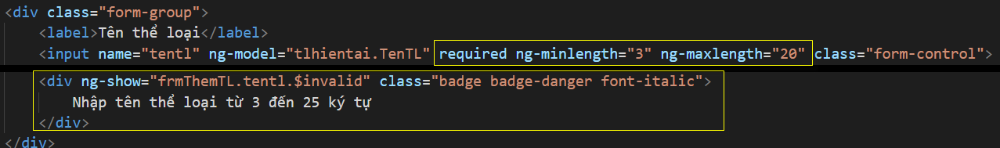 <div class="form-group">
<label>Tên thể loại</label>
<input name="tentl" ng-model="tlhientai.TenTL" required ng-minlength="3" ng-maxlength="20" class="form-control">
<div ng-show="frmThemTL.tentl.$invalid" class="badge badge-danger font-italic">
Nhập tên thể loại từ 3 đến 25 ký tự
</div>
</div>